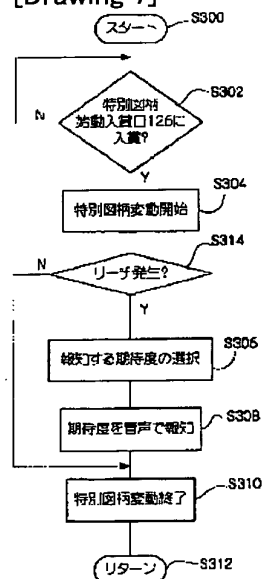 [Drawing 7]
スタート
S300
S302
特別図柄
始動入賞口126に
入賞?
N
Y
S304
特別図柄変動開始
S314
リーチ発生?
N
Y
S306
報知する期待度の選択
S308
期待度を音声で報知
S310
特別図柄変動終了
リターン
S312